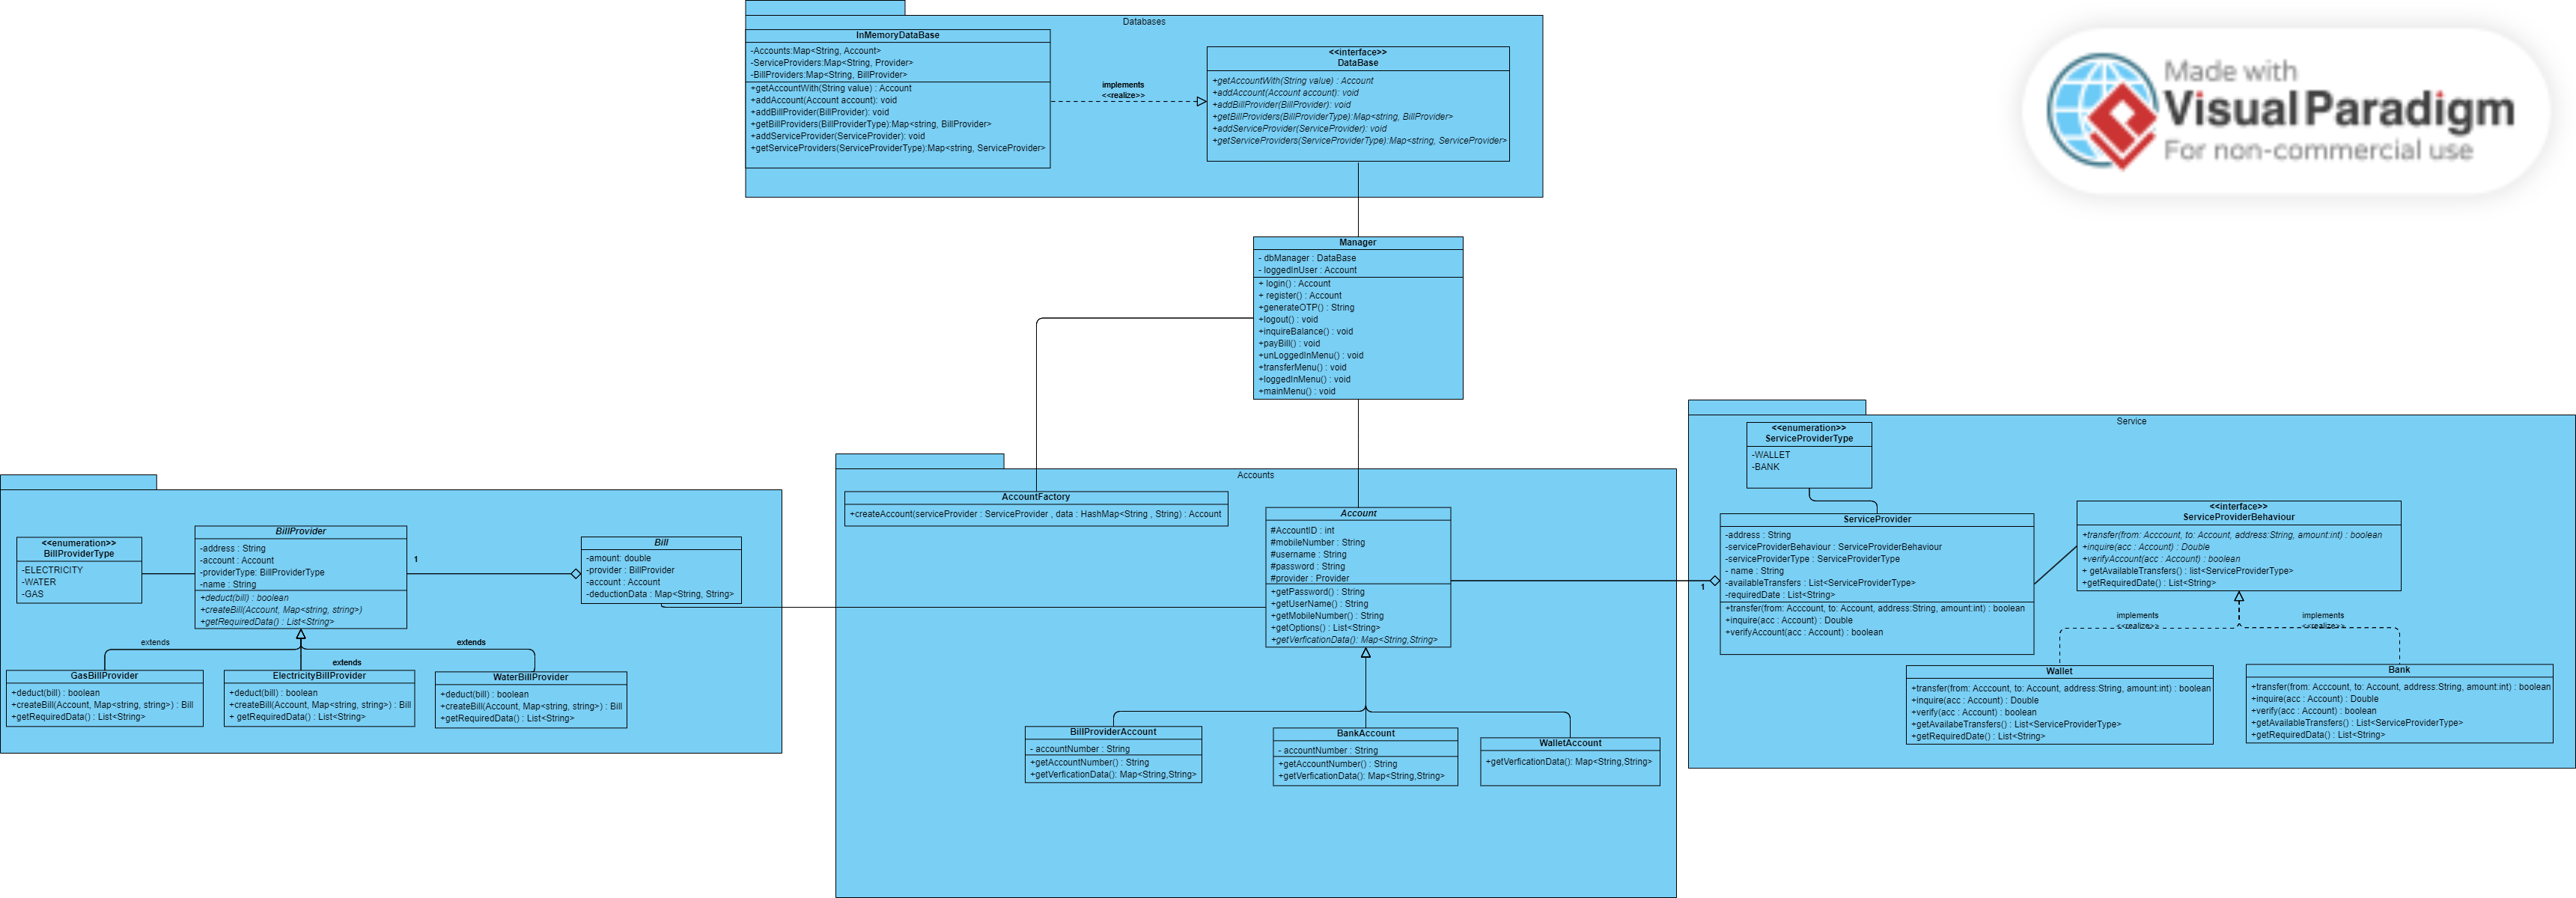 Databases
InMemoryDataBase
-Accounts:Map<String, Account>
-ServiceProviders:Map<String, Provider>
-BillProviders:Map<String, BillProvider>
+getAccountWith(String value) : Account
+addAccount(Account account): void
+addBillProvider(BillProvider): void
+getBillProviders(BillProviderType):Map<string, BillProvider>
+addServiceProvider(ServiceProvider): void
+getServiceProviders(ServiceProviderType):Map<string, ServiceProvider>
implements
<<realize>>
<<interface>>
DataBase
+getAccountWith(String value) : Account
+addAccount(Account account): void
+addBillProvider(BillProvider): void
+getBillProviders(BillProviderType):Map<string, BillProvider>
+addServiceProvider(ServiceProvider): void
+getServiceProviders(ServiceProviderType):Map<string, ServiceProvider>
Made with
Visual Paradigm
For non-commercial use
Manager
- dbManager : DataBase
- loggedInUser : Account
+ login() : Account
+ register() : Account
+generateOTP() : String
+logout() : void
+inquireBalance() : void
+payBill() : void
+unLoggedInMenu() : void
+transferMenu() : void
+loggedInMenu() : void
+mainMenu() : void
<<enumeration>>
BillProviderType
-ELECTRICITY
-WATER
-GAS
BillProvider
-address : String
-account : Account
-providerType: BillProviderType
-name : String
+deduct(bill) : boolean
+createBill(Account, Map<string, string>)
+getRequiredData() : List<String>
1
Bill
-amount: double
-provider : BillProvider
-account : Account
-deductionData : Map<String, String>
extends
extends
extends
GasBillProvider
+deduct(bill) : boolean
+createBill(Account, Map<string, string>) : Bill
+getRequiredData() : List<String>
ElectricityBillProvider
+deduct(bill) : boolean
+createBill(Account, Map<string, string>) : Bill
+ getRequiredData() : List<String>
WaterBillProvider
+deduct(bill) : boolean
+createBill(Account, Map<string, string>) : Bill
+getRequiredData() : List<String>
Accounts
AccountFactory
+createAccount(serviceProvider : ServiceProvider , data : HashMap<String , String) : Account
Account
#AccountID : int
#mobileNumber : String
#username : String
#password : String
#provider : Provider
+getPassword() : String
+getUserName() : String
+getMobileNumber() : String
+getOptions() : List<String>
+getVerficationData(): Map<String,String>
BillProviderAccount
- accountNumber : String
+getAccountNumber() : String
+getVerficationData(): Map<String,String>
BankAccount
- accountNumber : String
+getAccountNumber() : String
+getVerficationData(): Map<String,String>
WalletAccount
+getVerficationData(): Map<String,String>
Service
<<enumeration>>
ServiceProviderType
-WALLET
-BANK
1
ServiceProvider
-address : String
-serviceProviderBehaviour : ServiceProviderBehaviour
-serviceProviderType : ServiceProviderType
- name : String
-availableTransfers : List<ServiceProviderType>
-requiredDate : List<String>
+transfer(from: Acccount, to: Account, address:String, amount:int) : boolean
+inquire(acc : Account) : Double
+verifyAccount(acc : Account) : boolean
<<interface>>
ServiceProviderBehaviour
+transfer(from: Acccount, to: Account, address:String, amount:int) : boolean
+inquire(acc : Account) : Double
+verifyAccount(acc : Account) : boolean
+ getAvailableTransfers() : list<ServiceProviderType>
+getRequiredDate() : List<String>
implements
<<realize>>
implements
<<realize>>
Wallet
+transfer(from: Acccount, to: Account, address:String, amount:int) : boolean
+inquire(acc : Account) : Double
+verify(acc : Account) : boolean
+getAvailabeTransfers() : List<ServiceProviderType>
+getRequiredDate() : List<String>
Bank
+transfer(from: Acccount, to: Account, address:String, amount:int) : boolean
+inquire(acc : Account) : Double
+verify(acc : Account) : boolean
+getAvailableTransfers() : List<ServiceProviderType>
+getRequiredData() : List<String>